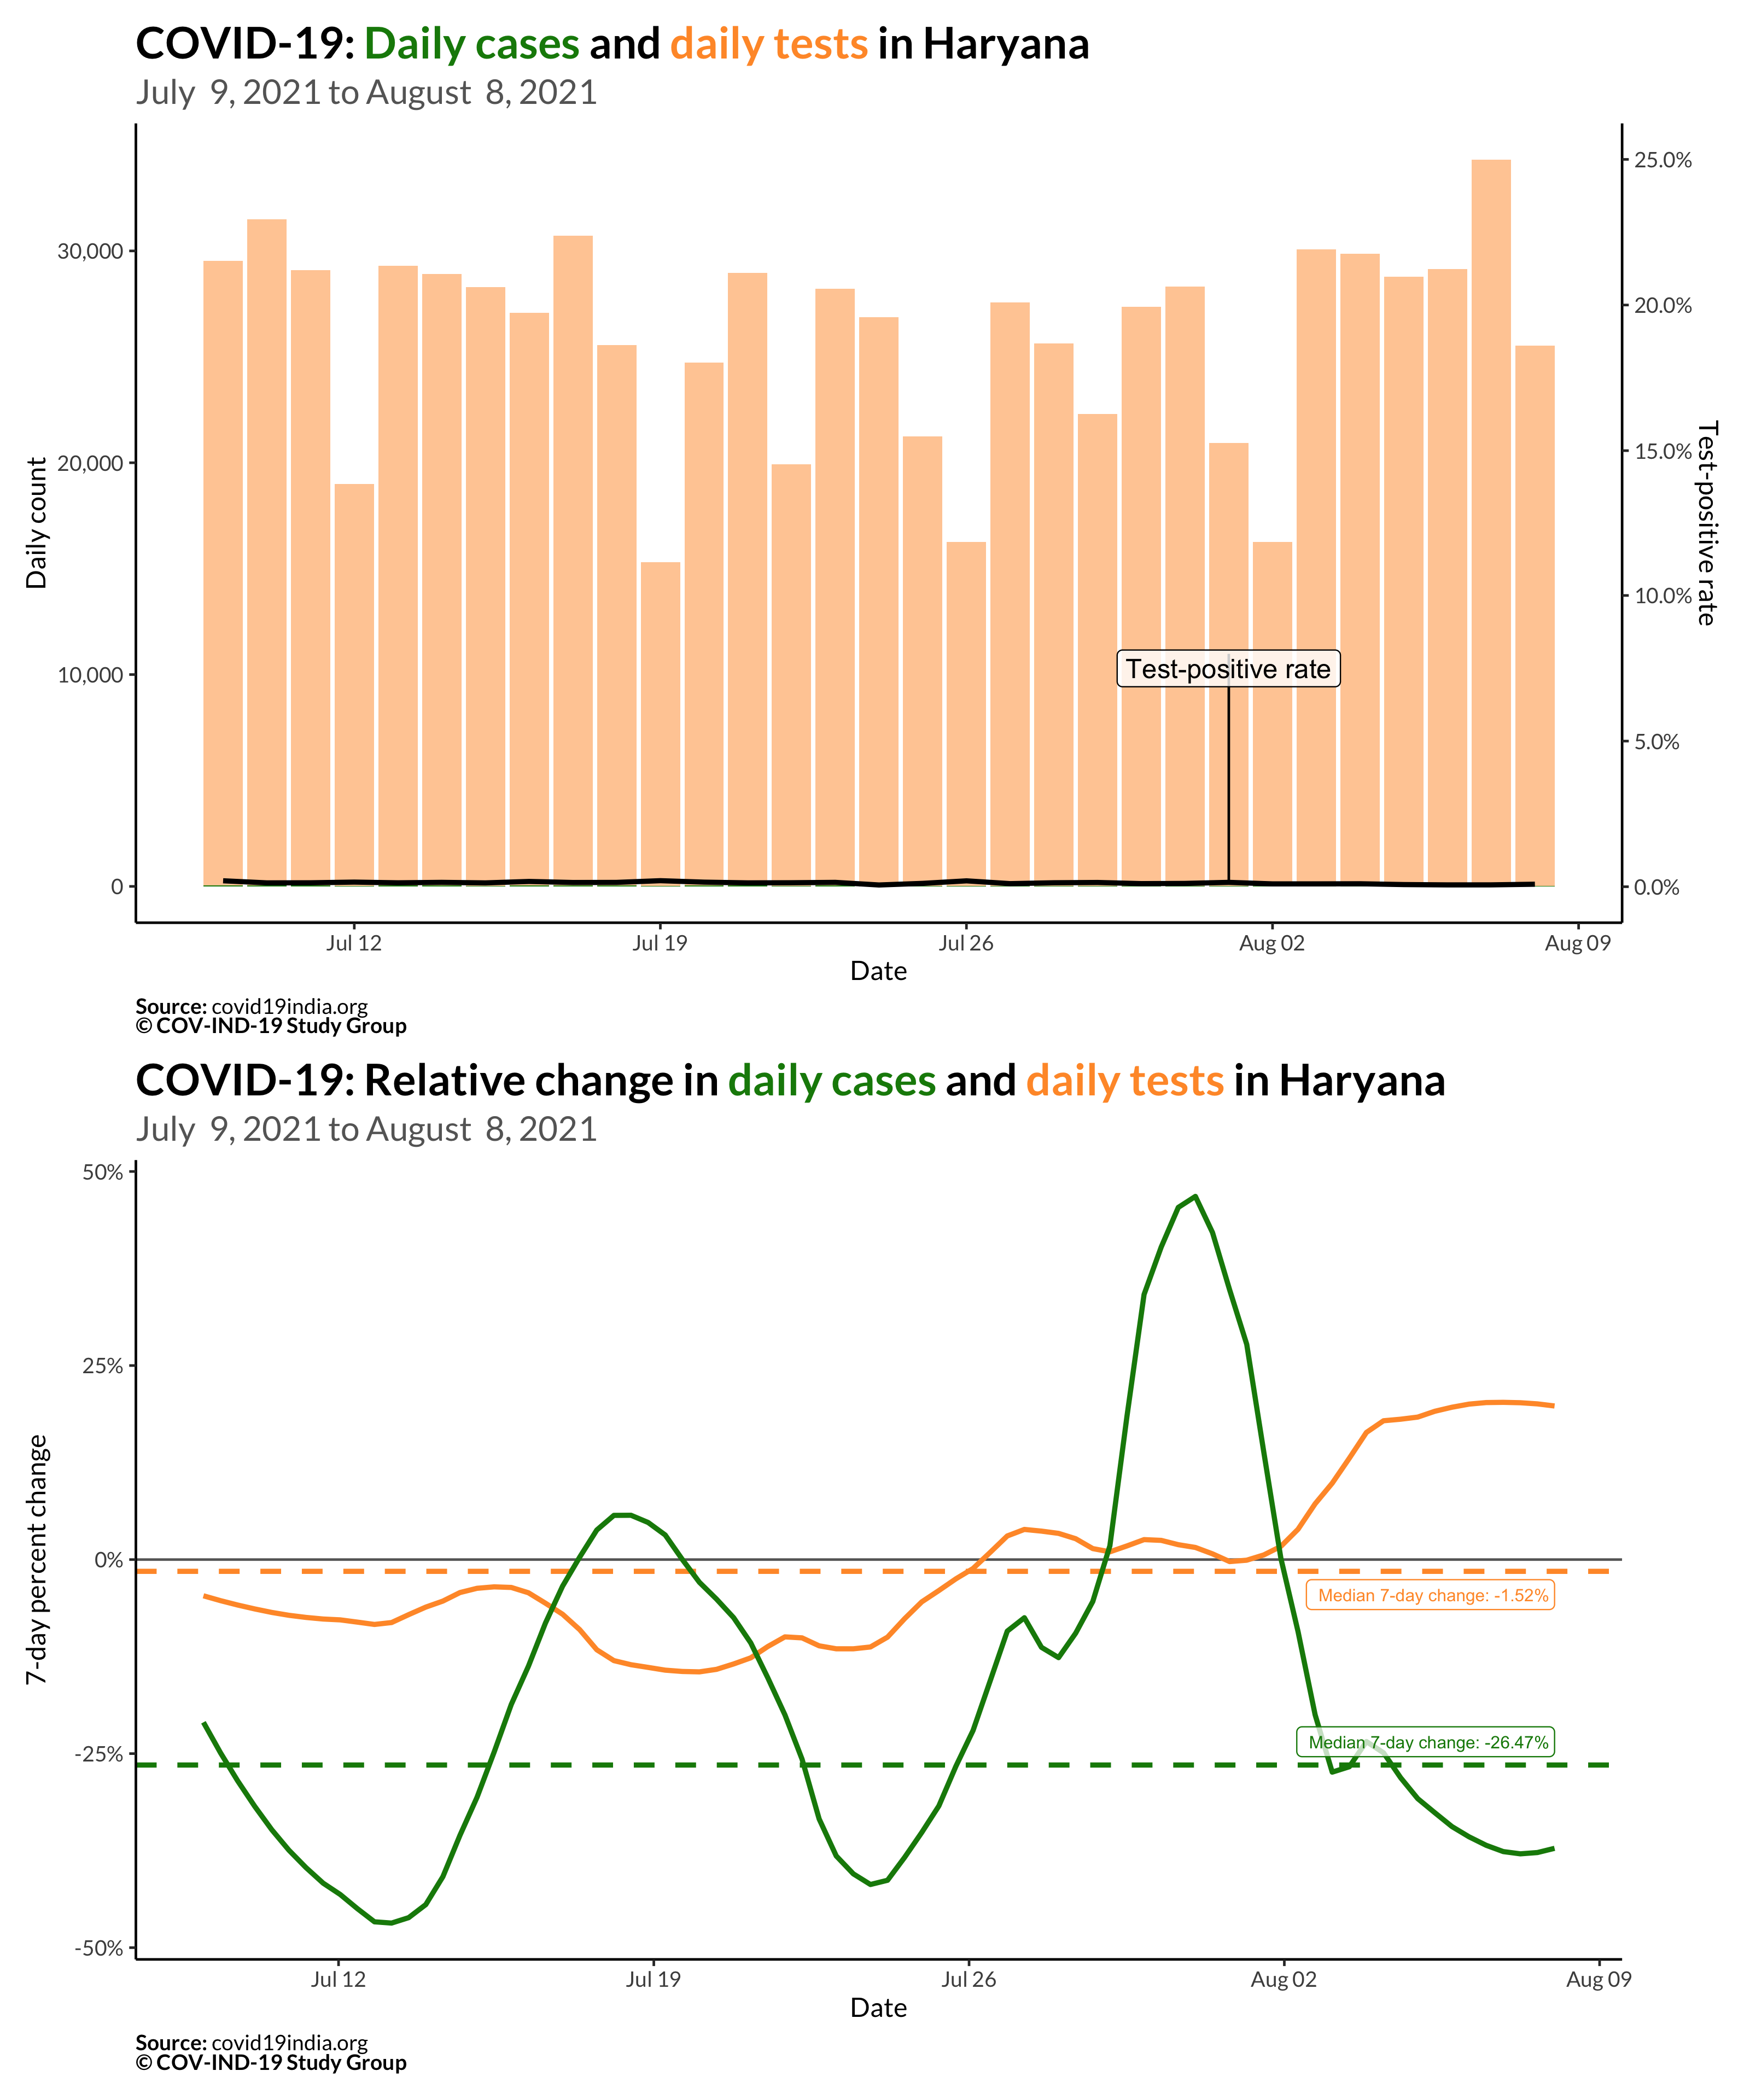 COVID-19: Daily cases and daily tests in Haryana
July 9, 2021 to August 8, 2021
30,000
20,000
10,000
0
Daily count
25.0%
20.0%
15.0%
10.0%
5.0%
0.0%
Test-positive rate
Test-positive rate
Jul 12
Jul 19
Jul 26
Aug 02
Aug 09
Date
Source: covid19india.org
© COV-IND-19 Study Group
COVID-19: Relative change in daily cases and daily tests in Haryana
July 9, 2021 to August 8, 2021
50%
25%
0%
-25%
-50%
7-day percent change
Median 7-day change: -1.52%
Median 7-day change: -26.47%
Jul 12
Jul 19
Jul 26
Aug 02
Aug 09
Date
Source: covid19india.org
© COV-IND-19 Study Group